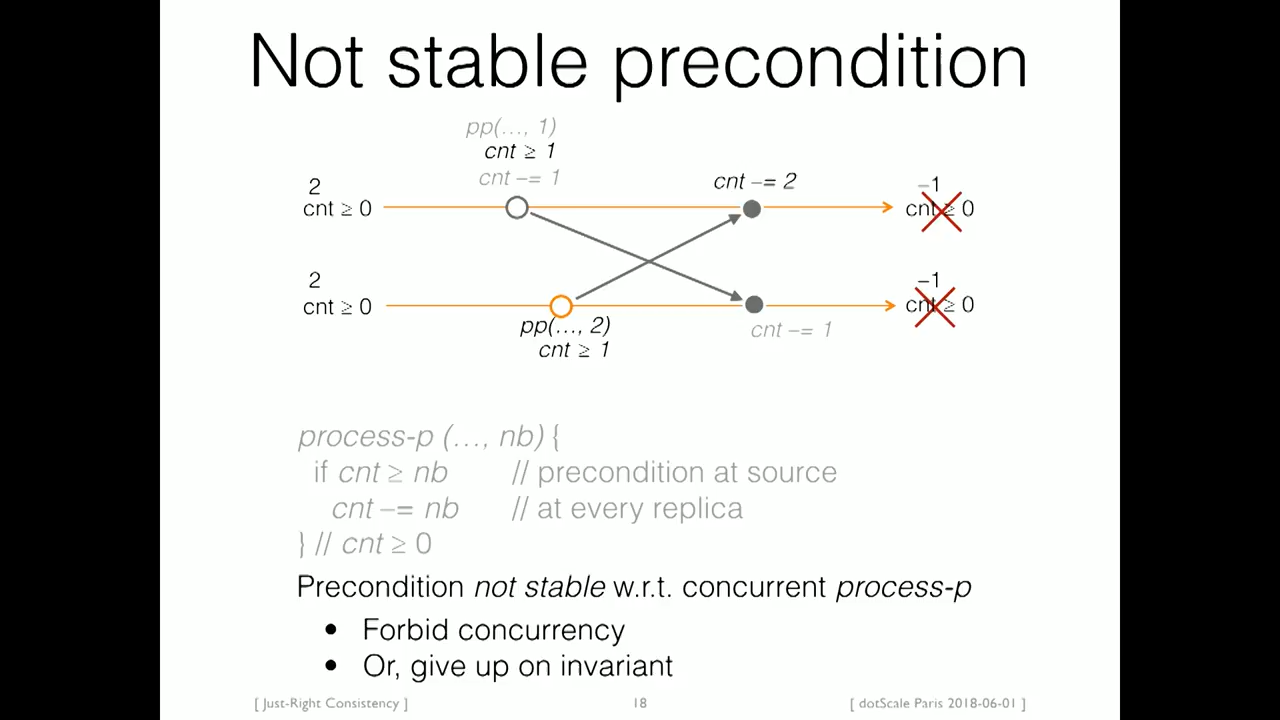 Not stable precondition
pp(…, 1)
cnt ≥ 1
cnt –= 1
2
cnt ≥ 0
cnt –= 2
–1
cnt ≥ 0
2
cnt ≥ 0
pp(…, 2)
cnt ≥ 1
cnt –= 1
–1
cnt ≥ 0
process-p (…, nb) {
if cnt ≥ nb // precondition at source
cnt –= nb // at every replica
} // cnt ≥ 0
Precondition not stable w.r.t. concurrent process-p
• Forbid concurrency
• Or, give up on invariant
[ Just-Right Consistency ] 18 [ dotScale Paris 2018-06-01 ]